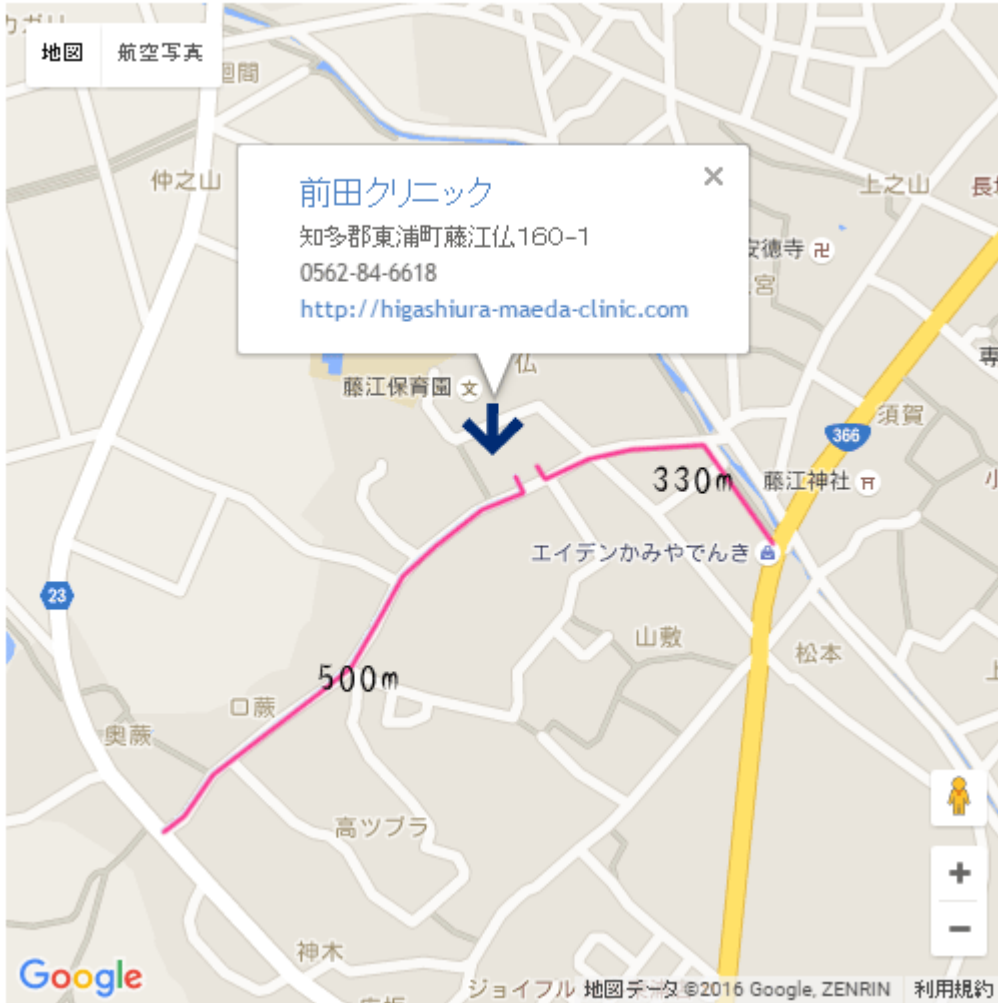 地図
航空写真
廻間
仲之山
上之山
前田クリニック
知多郡東浦町藤江仏160-1
0562-84-6618
http://higashiura-maeda-clinic.com
×
安徳寺
宮
仏
藤江保育園
文
366
須賀
330m
藤江神社
エイデンかみやでんき
23
山敷
松本
500m
口蕨
奥蕨
高ツブラ
+
−
神木
Google
ジョイフル
地図データ ©2016 Google, ZENRIN
利用規約